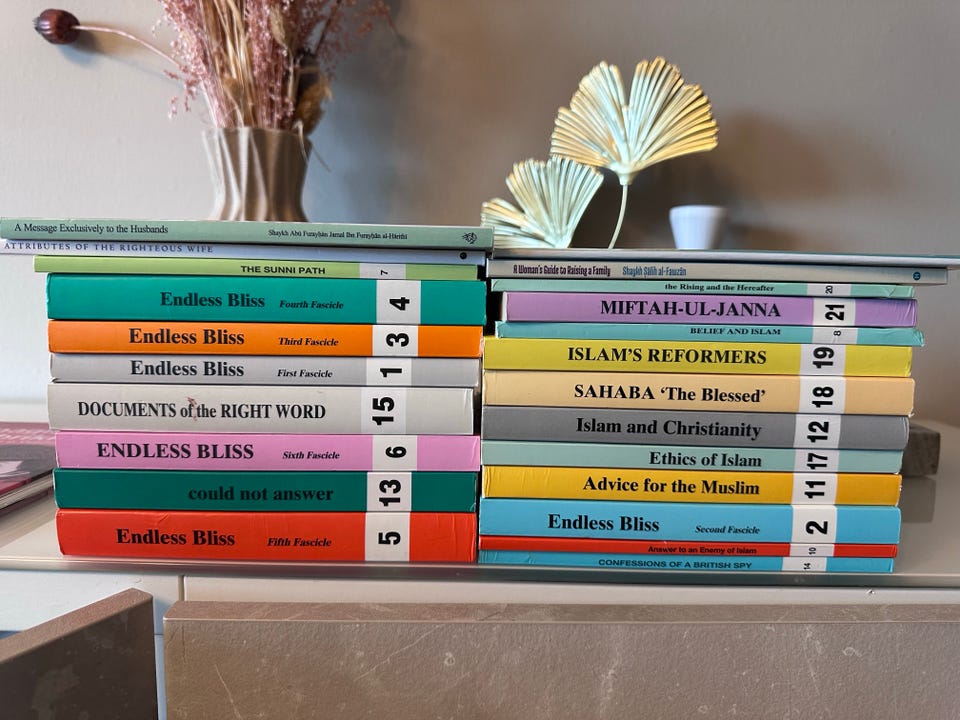 A Message Exclusively to the Husbands Shaykh Abū Furayḥān Jamal Ibn Furayḥān al-Ḥārithī
ATTRIBUTES OF THE RIGHTEOUS WIFE
THE SUNNI PATH 7
Endless Bliss Fourth Fascicle 4
Endless Bliss Third Fascicle 3
Endless Bliss First Fascicle 1
DOCUMENTS of the RIGHT WORD 15
ENDLESS BLISS Sixth Fascicle 6
could not answer 13
Endless Bliss Fifth Fascicle 5
A Woman's Guide to Raising a Family Shaykh Ṣāliḥ al-Fawzān
the Rising and the Hereafter 20
MIFTAH-UL-JANNA 21
BELIEF AND ISLAM 8
ISLAM'S REFORMERS 19
SAHABA ‘The Blessed’ 18
Islam and Christianity 12
Ethics of Islam 17
Advice for the Muslim 11
Endless Bliss Second Fascicle 2
Answer to an Enemy of Islam 10
CONFESSIONS OF A BRITISH SPY 14